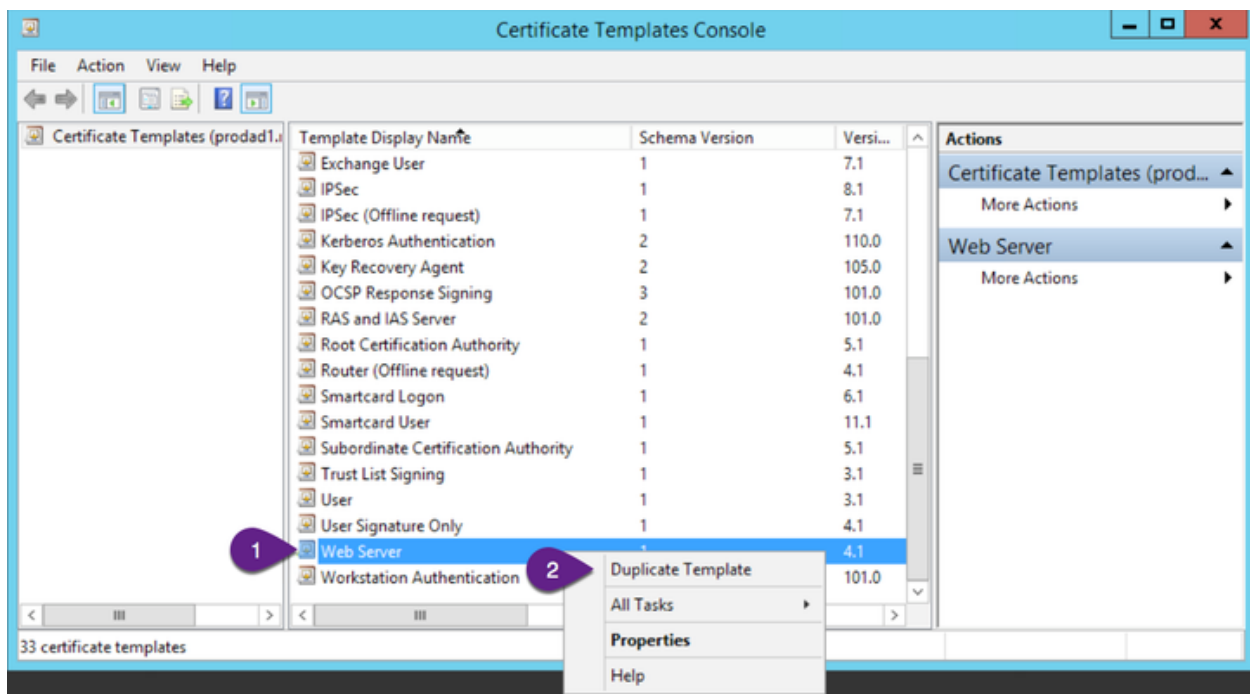 Certificate Templates Console
File Action View Help
Certificate Templates (prodad1.
Template Display Name Schema Version Versi...
Actions
Exchange User 1 7.1
Certificate Templates (prod...
IPSec 1 8.1
More Actions
IPSec (Offline request) 1 7.1
Kerberos Authentication 2 110.0
Web Server
Key Recovery Agent 2 105.0
More Actions
OCSP Response Signing 3 101.0
RAS and IAS Server 2 101.0
Root Certification Authority 1 5.1
Router (Offline request) 1 4.1
Smartcard Logon 1 6.1
Smartcard User 1 11.1
Subordinate Certification Authority 1 5.1
Trust List Signing 1 3.1
User 1 3.1
User Signature Only 1 4.1
1 Web Server 4.1
Workstation Authentication 101.0
2 Duplicate Template
All Tasks
Properties
Help
33 certificate templates